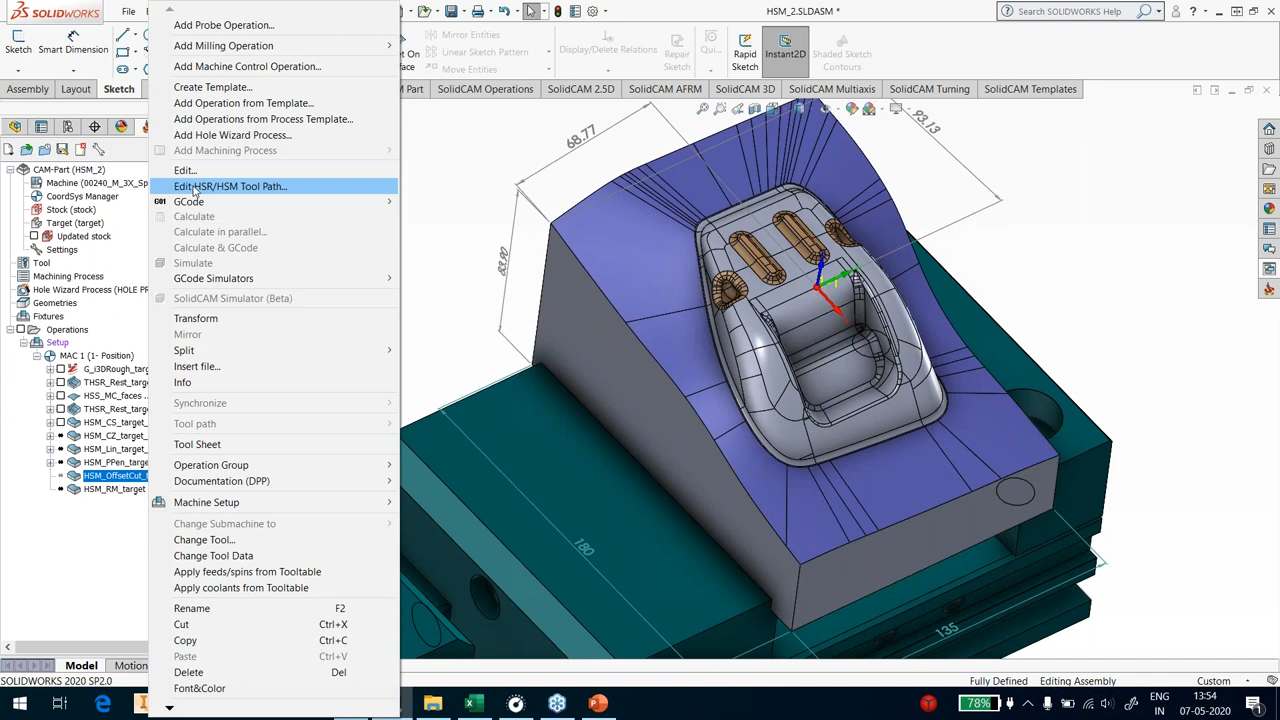 SOLIDWORKS
File
HSM_2.SLDASM *
Search SOLIDWORKS Help
Sketch
Smart Dimension
Mirror Entities
Linear Sketch Pattern
Move Entities
Display/Delete Relations
Repair Sketch
Qui...
Rapid Sketch
Instant2D
Shaded Sketch Contours
Assembly
Layout
Sketch
Part
SolidCAM Operations
SolidCAM 2.5D
SolidCAM AFRM
SolidCAM 3D
SolidCAM Multiaxis
SolidCAM Turning
SolidCAM Templates
CAM-Part (HSM_2)
Machine (00240_M_3X_Sp
CoordSys Manager
Stock (stock)
Target (target)
Updated stock
Settings
Tool
Machining Process
Hole Wizard Process (HOLE PR
Geometries
Fixtures
Operations
Setup
MAC 1 (1- Position)
G_i3DRough_target
THSR_Rest_targ
HSS_MC_faces ..
THSR_Rest_targ
HSM_CS_target_
HSM_CZ_target_
HSM_Lin_target_
HSM_PPen_targe
HSM_OffsetCut_t
HSM_RM_target
Add Probe Operation...
Add Milling Operation
Add Machine Control Operation...
Create Template...
Add Operation from Template...
Add Operations from Process Template...
Add Hole Wizard Process...
Add Machining Process
Edit...
Edit HSR/HSM Tool Path...
G01 GCode
Calculate
Calculate in parallel...
Calculate & GCode
Simulate
GCode Simulators
SolidCAM Simulator (Beta)
Transform
Mirror
Split
Insert file...
Info
Synchronize
Tool path
Tool Sheet
Operation Group
Documentation (DPP)
Machine Setup
Change Submachine to
Change Tool...
Change Tool Data
Apply feeds/spins from Tooltable
Apply coolants from Tooltable
Rename F2
Cut Ctrl+X
Copy Ctrl+C
Paste Ctrl+V
Delete Del
Font&Color
68.77
93.13
83.90
180
135
Model
Motion
SOLIDWORKS 2020 SP2.0
Fully Defined
Editing Assembly
Custom
78%
ENG
IN
13:54
07-05-2020